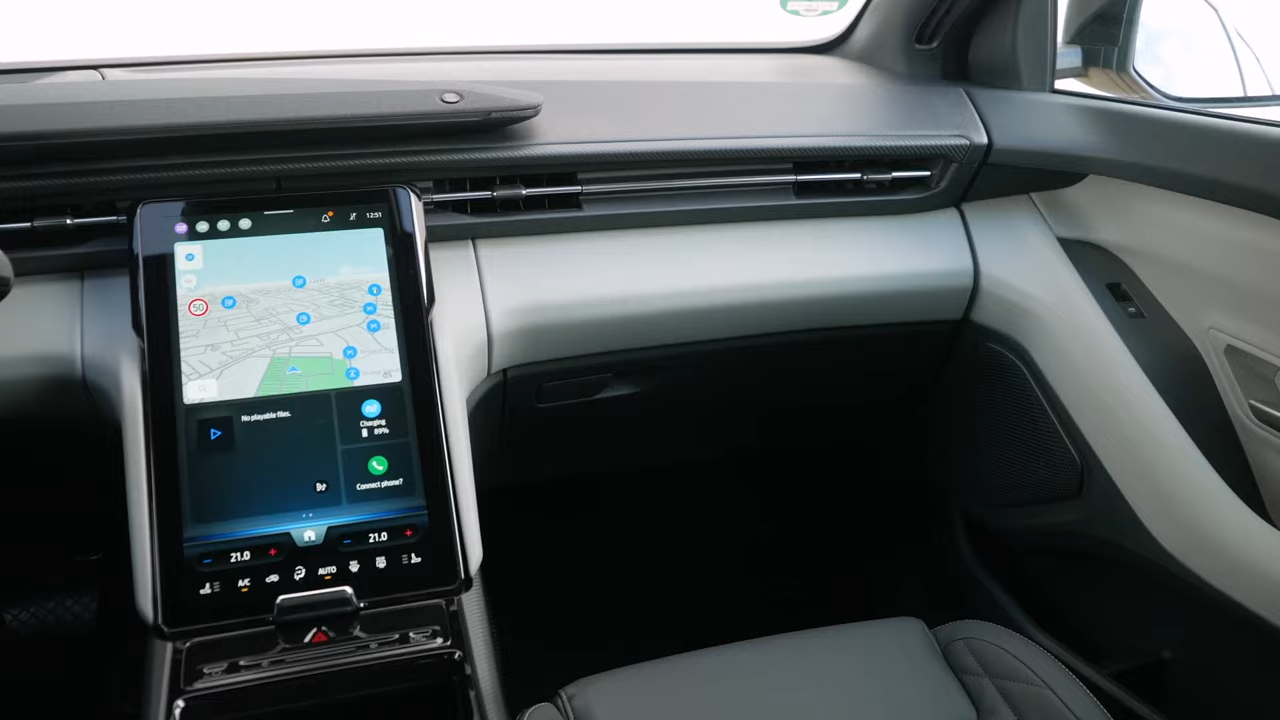 12:51
50
No playable files.
Charging
89%
Connect phone?
21.0
21.0
A/C
AUTO